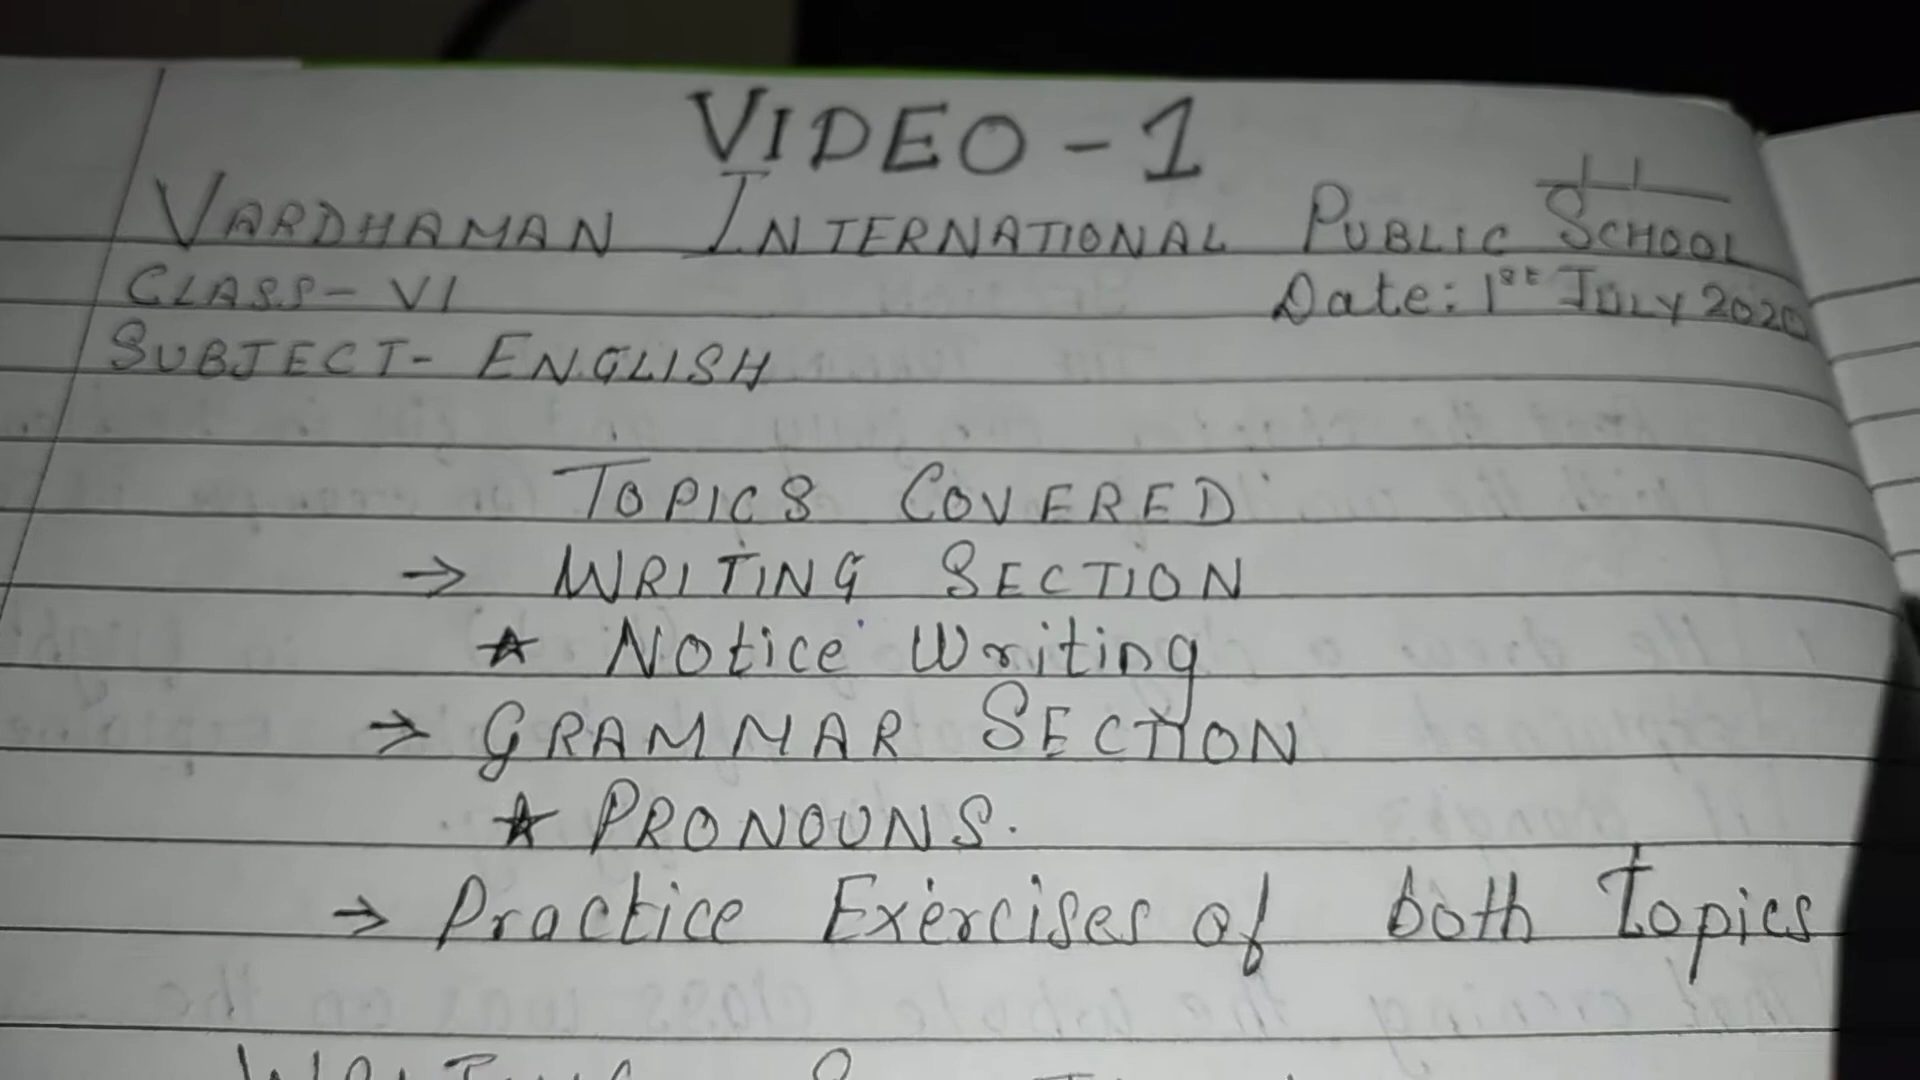 VIDEO - 1
VARDHAMAN INTERNATIONAL PUBLIC SCHOOL
CLASS - VI
Date: 1st JULY 2020
SUBJECT - ENGLISH
TOPICS COVERED
→ WRITING SECTION
★ Notice Writing
→ GRAMMAR SECTION
★ PRONOUNS.
→ Practice Exercises of both topics